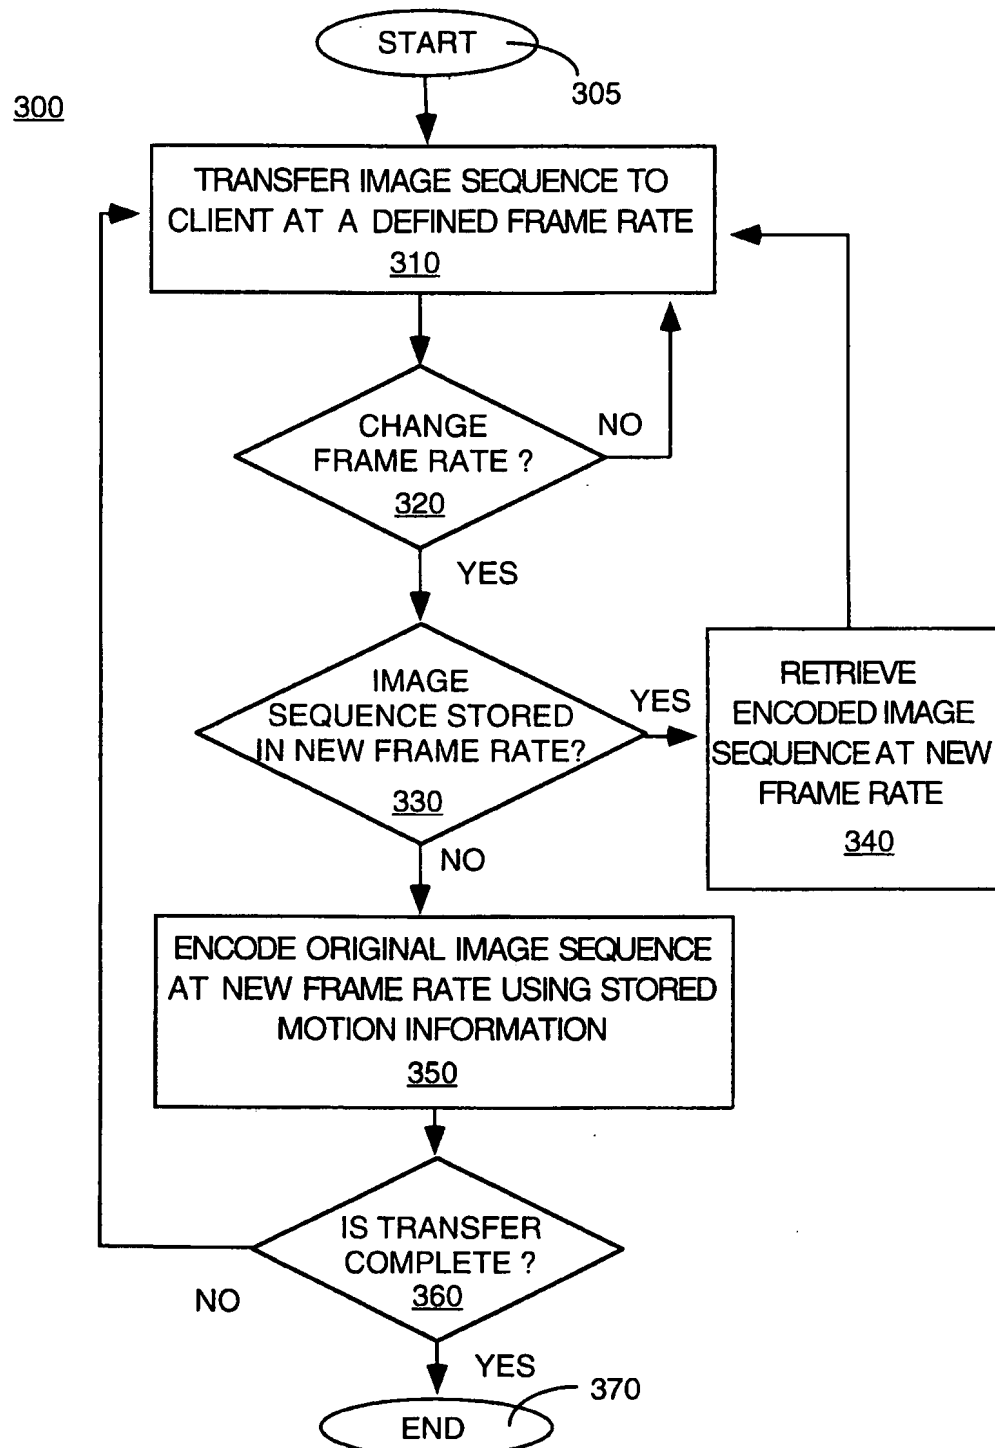 START
305
300
TRANSFER IMAGE SEQUENCE TO
CLIENT AT A DEFINED FRAME RATE
310
CHANGE
FRAME RATE ?
320
NO
YES
IMAGE
SEQUENCE STORED
IN NEW FRAME RATE?
330
YES
NO
RETRIEVE
ENCODED IMAGE
SEQUENCE AT NEW
FRAME RATE
340
ENCODE ORIGINAL IMAGE SEQUENCE
AT NEW FRAME RATE USING STORED
MOTION INFORMATION
350
IS TRANSFER
COMPLETE ?
360
NO
YES
370
END